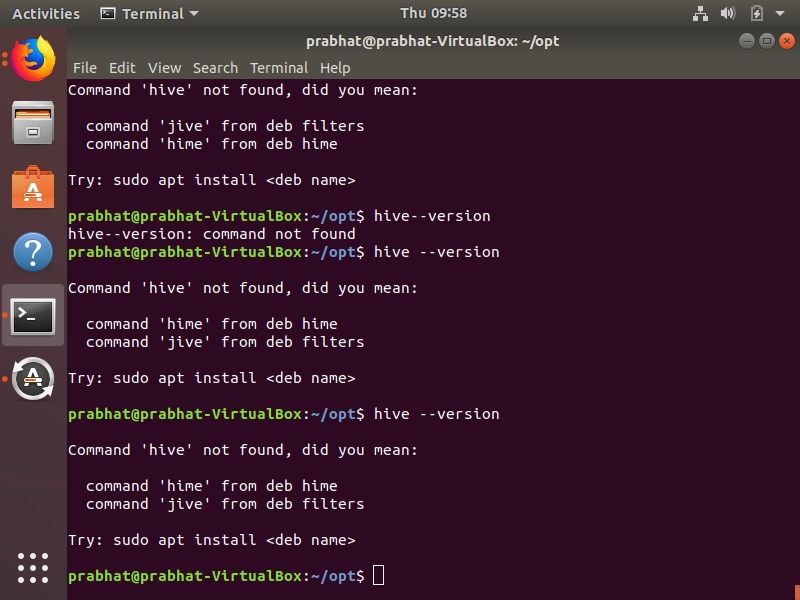 Activities Terminal Thu 09:58
prabhat@prabhat-VirtualBox: ~/opt
File Edit View Search Terminal Help
Command 'hive' not found, did you mean:
command 'jive' from deb filters
command 'hime' from deb hime
Try: sudo apt install <deb name>
prabhat@prabhat-VirtualBox:~/opt$ hive--version
hive--version: command not found
prabhat@prabhat-VirtualBox:~/opt$ hive --version
Command 'hive' not found, did you mean:
command 'hime' from deb hime
command 'jive' from deb filters
Try: sudo apt install <deb name>
prabhat@prabhat-VirtualBox:~/opt$ hive --version
Command 'hive' not found, did you mean:
command 'hime' from deb hime
command 'jive' from deb filters
Try: sudo apt install <deb name>
prabhat@prabhat-VirtualBox:~/opt$